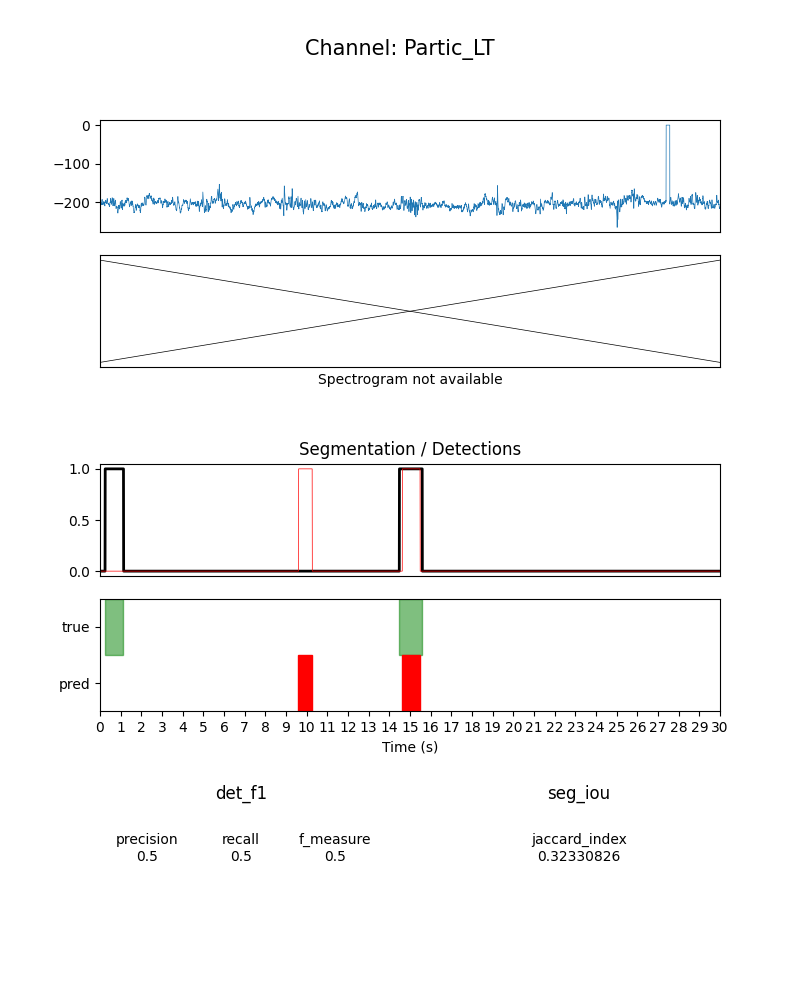 Channel: Partic_LT
0
−100
−200
Spectrogram not available
Segmentation / Detections
1.0
0.5
0.0
true
pred
0 1 2 3 4 5 6 7 8 9 10 11 12 13 14 15 16 17 18 19 20 21 22 23 24 25 26 27 28 29 30
Time (s)
det_f1 seg_iou
precision recall f_measure jaccard_index
0.5 0.5 0.5 0.32330826